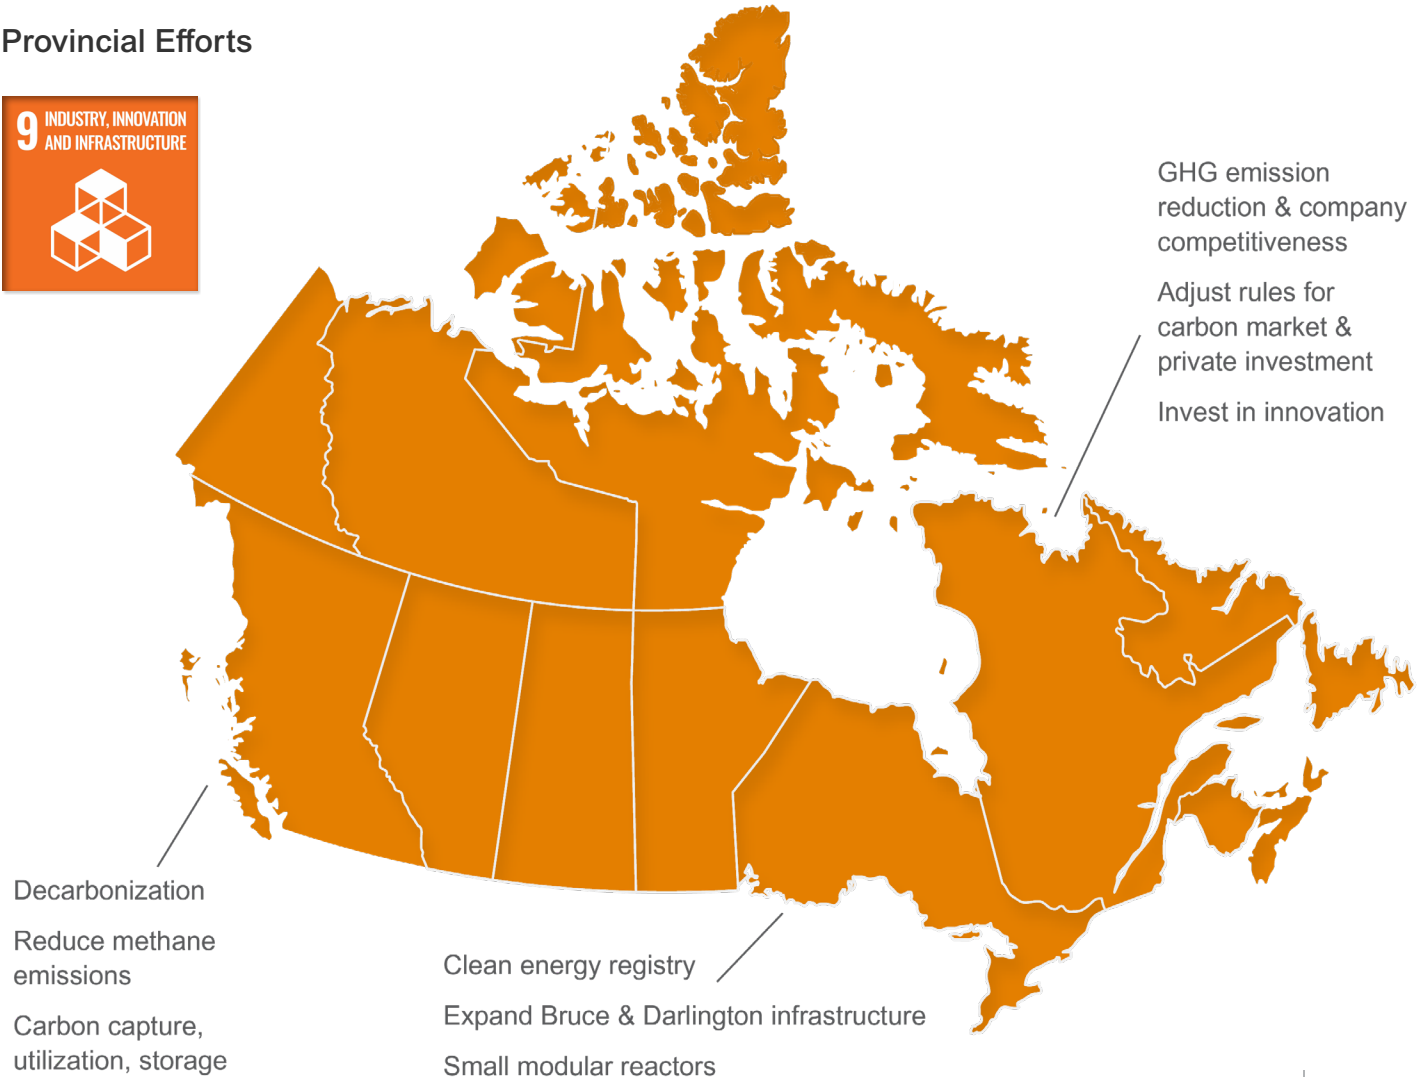 Provincial Efforts
9 INDUSTRY, INNOVATION
AND INFRASTRUCTURE
GHG emission
reduction & company
competitiveness
Adjust rules for
carbon market &
private investment
Invest in innovation
Decarbonization
Reduce methane
emissions
Carbon capture,
utilization, storage
Clean energy registry
Expand Bruce & Darlington infrastructure
Small modular reactors